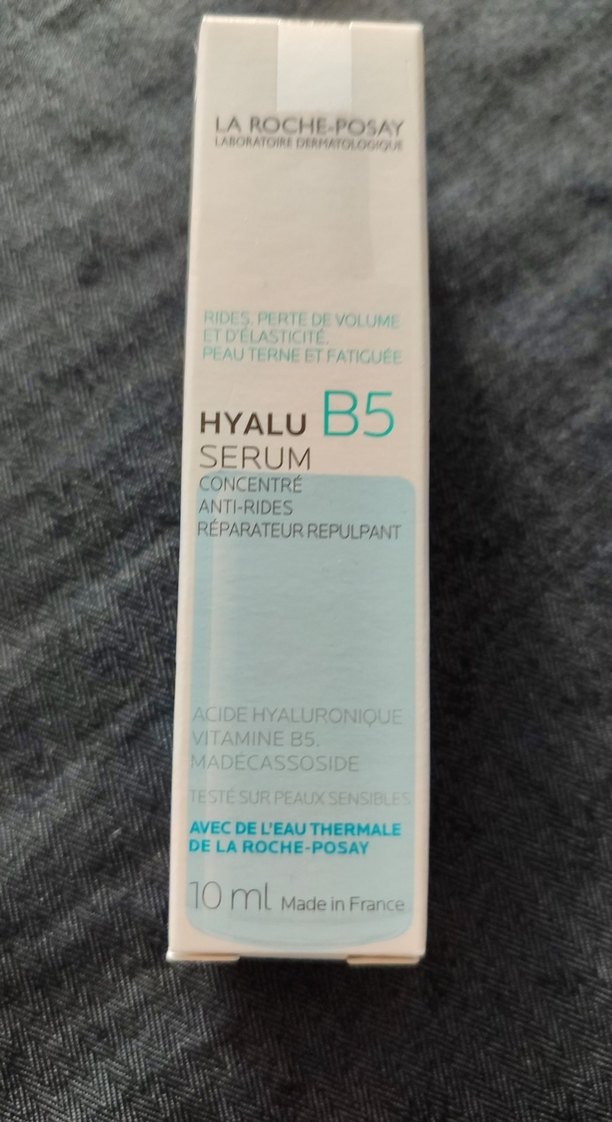 LA ROCHE-POSAY
LABORATOIRE DERMATOLOGIQUE
RIDES, PERTE DE VOLUME
ET D'ÉLASTICITÉ,
PEAU TERNE ET FATIGUÉE
HYALU B5
SERUM
CONCENTRÉ
ANTI-RIDES
RÉPARATEUR REPULPANT
ACIDE HYALURONIQUE
VITAMINE B5.
MADÉCASSOSIDE
TESTÉ SUR PEAUX SENSIBLES
AVEC DE L'EAU THERMALE
DE LA ROCHE-POSAY
10 ml Made in France